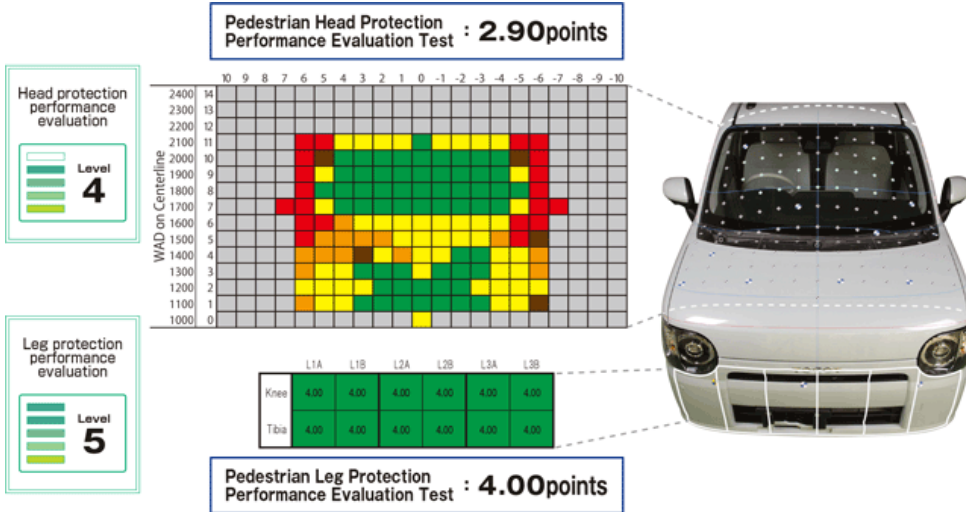 Pedestrian Head Protection
Performance Evaluation Test : 2.90points
Head protection
performance
evaluation
Level
4
10 9 8 7 6 5 4 3 2 1 0 -1 -2 -3 -4 -5 -6 -7 -8 -9 -10
WAD on Centerline
2400 14
2300 13
2200 12
2100 11
2000 10
1900 9
1800 8
1700 7
1600 6
1500 5
1400 4
1300 3
1200 2
1100 1
1000 0
Leg protection
performance
evaluation
Level
5
L1A L1B L2A L2B L3A L3B
Knee 4.00 4.00 4.00 4.00 4.00 4.00
Tibia 4.00 4.00 4.00 4.00 4.00 4.00
Pedestrian Leg Protection
Performance Evaluation Test : 4.00points